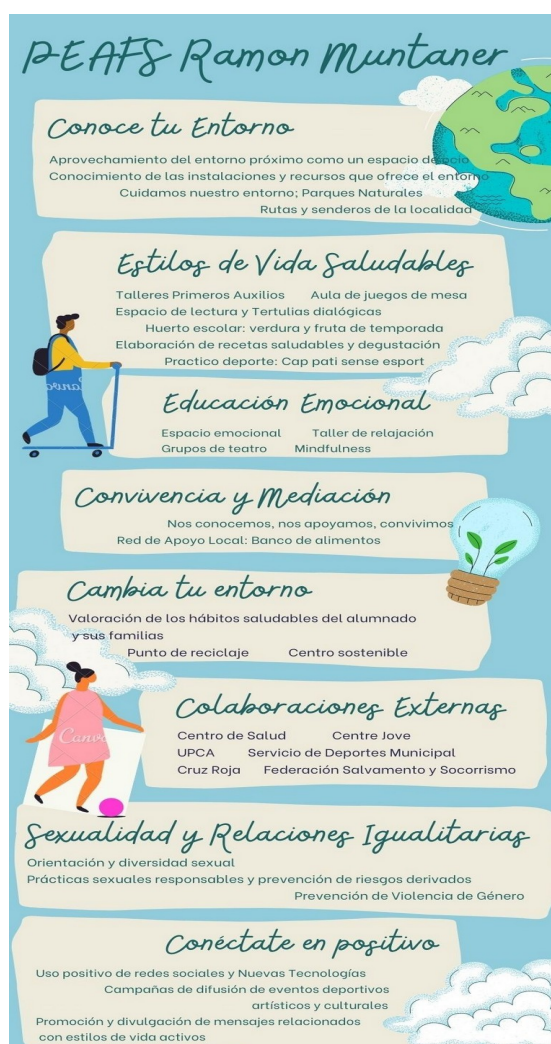 PEAFS Ramon Muntaner
Conoce tu Entorno
Aprovechamiento del entorno próximo como un espacio de ocio
Conocimiento de las instalaciones y recursos que ofrece el entorno
Cuidamos nuestro entorno; Parques Naturales
Rutas y senderos de la localidad
Estilos de Vida Saludables
Talleres Primeros Auxilios Aula de juegos de mesa
Espacio de lectura y Tertulias dialógicas
Huerto escolar: verdura y fruta de temporada
Elaboración de recetas saludables y degustación
Practico deporte: Cap pati sense esport
Canva
Educación Emocional
Espacio emocional Taller de relajación
Grupos de teatro Mindfulness
Convivencia y Mediación
Nos conocemos, nos apoyamos, convivimos
Red de Apoyo Local: Banco de alimentos
Cambia tu entorno
Valoración de los hábitos saludables del alumnado
y sus familias
Punto de reciclaje Centro sostenible
Colaboraciones Externas
Canva
Centro de Salud Centre Jove
UPCA Servicio de Deportes Municipal
Cruz Roja Federación Salvamento y Socorrismo
Sexualidad y Relaciones Igualitarias
Orientación y diversidad sexual
Prácticas sexuales responsables y prevención de riesgos derivados
Prevención de Violencia de Género
Conéctate en positivo
Uso positivo de redes sociales y Nuevas Tecnologías
Campañas de difusión de eventos deportivos
artísticos y culturales
Promoción y divulgación de mensajes relacionados
con estilos de vida activos